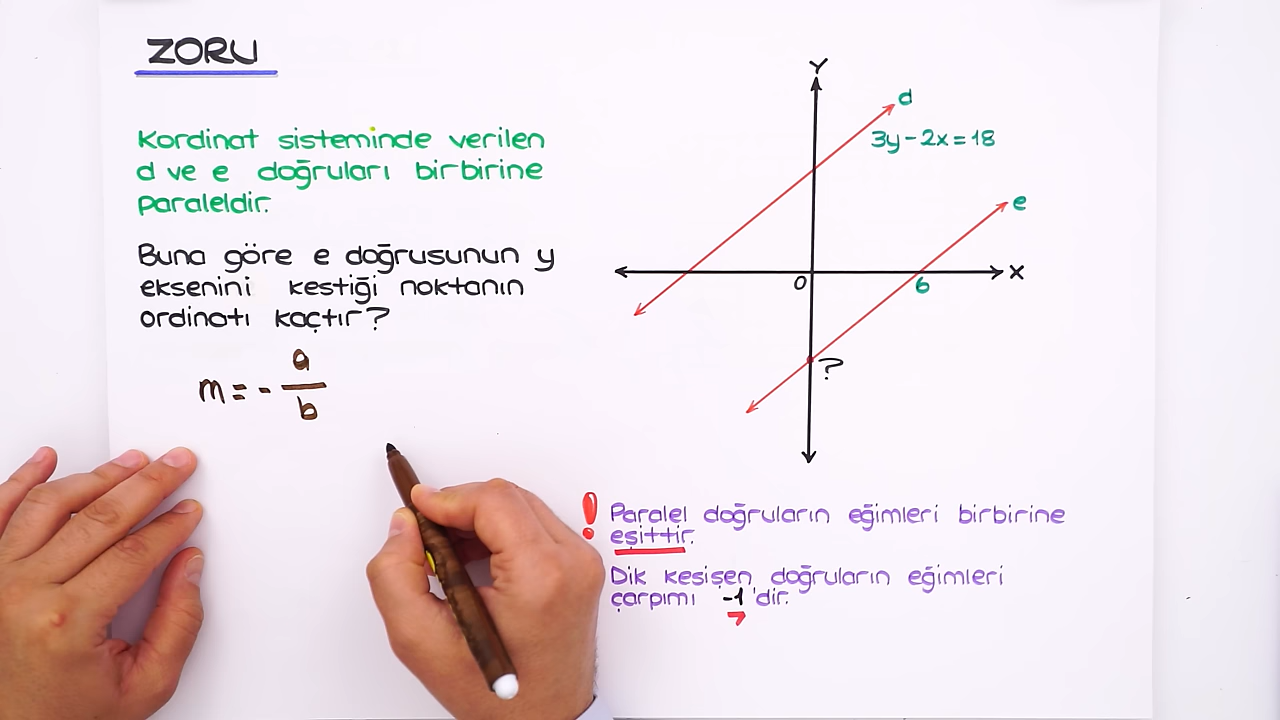 ZORU
Kordinat sisteminde verilen
d ve e doğruları birbirine
paraleldir.
Buna göre e doğrusunun y
eksenini kestiği noktanın
ordinatı kaçtır?
m = - a/b
Y
d
3y - 2x = 18
e
X
0
6
?
! Paralel doğruların eğimleri birbirine
eşittir.
Dik kesişen doğruların eğimleri
çarpımı -1 'dir.